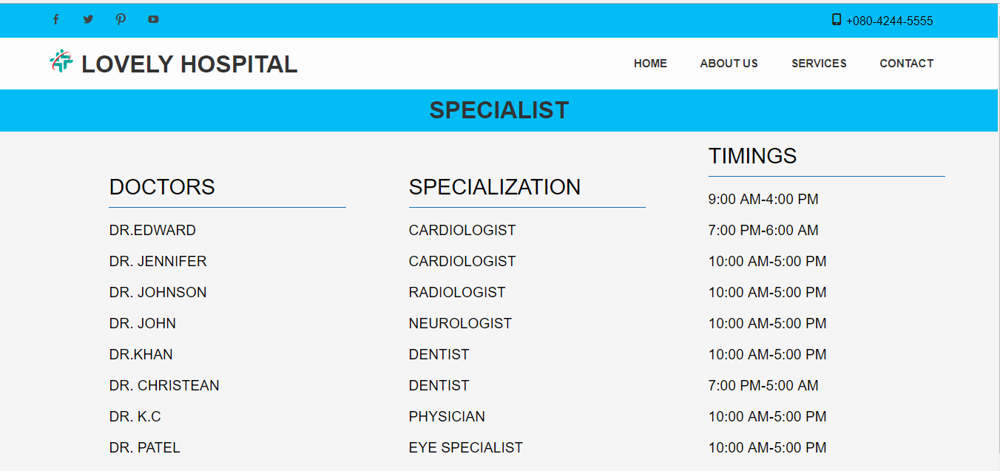 +080-4244-5555
LOVELY HOSPITAL HOME ABOUT US SERVICES CONTACT
SPECIALIST
TIMINGS
DOCTORS SPECIALIZATION
9:00 AM-4:00 PM
DR.EDWARD CARDIOLOGIST 7:00 PM-6:00 AM
DR. JENNIFER CARDIOLOGIST 10:00 AM-5:00 PM
DR. JOHNSON RADIOLOGIST 10:00 AM-5:00 PM
DR. JOHN NEUROLOGIST 10:00 AM-5:00 PM
DR.KHAN DENTIST 10:00 AM-5:00 PM
DR. CHRISTEAN DENTIST 7:00 PM-5:00 AM
DR. K.C PHYSICIAN 10:00 AM-5:00 PM
DR. PATEL EYE SPECIALIST 10:00 AM-5:00 PM